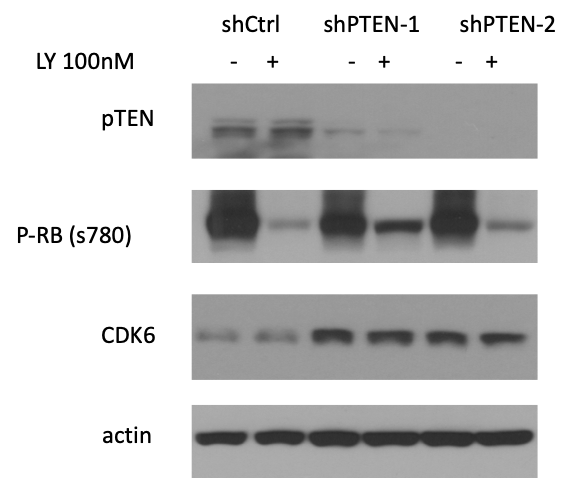 shCtrl shPTEN-1 shPTEN-2
LY 100nM - + - + - +
pTEN
P-RB (s780)
CDK6
actin